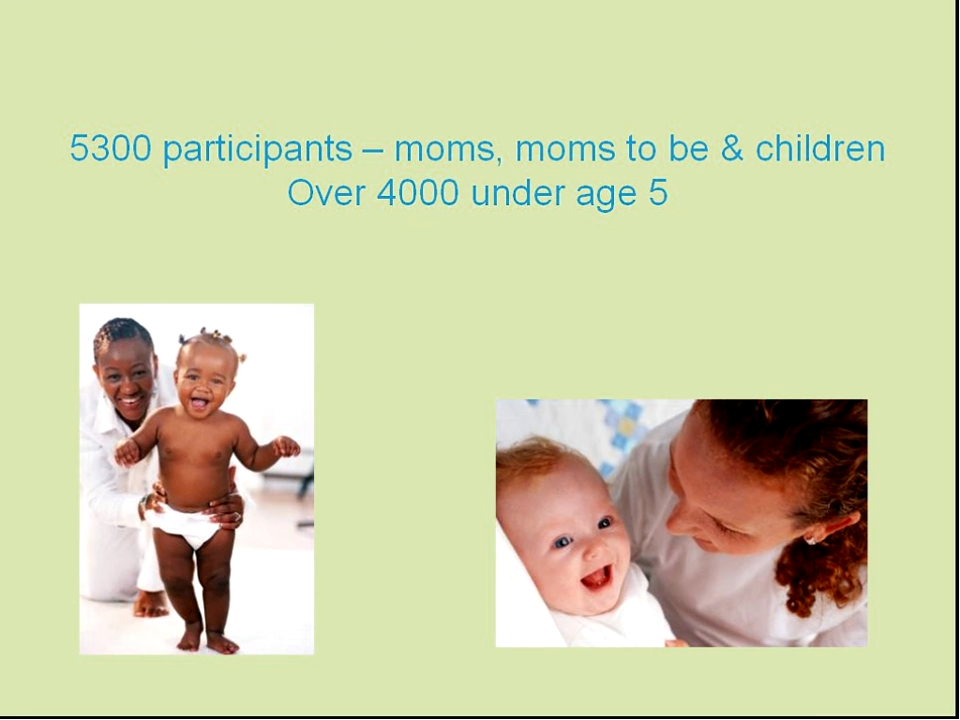 5300 participants – moms, moms to be & children
Over 4000 under age 5